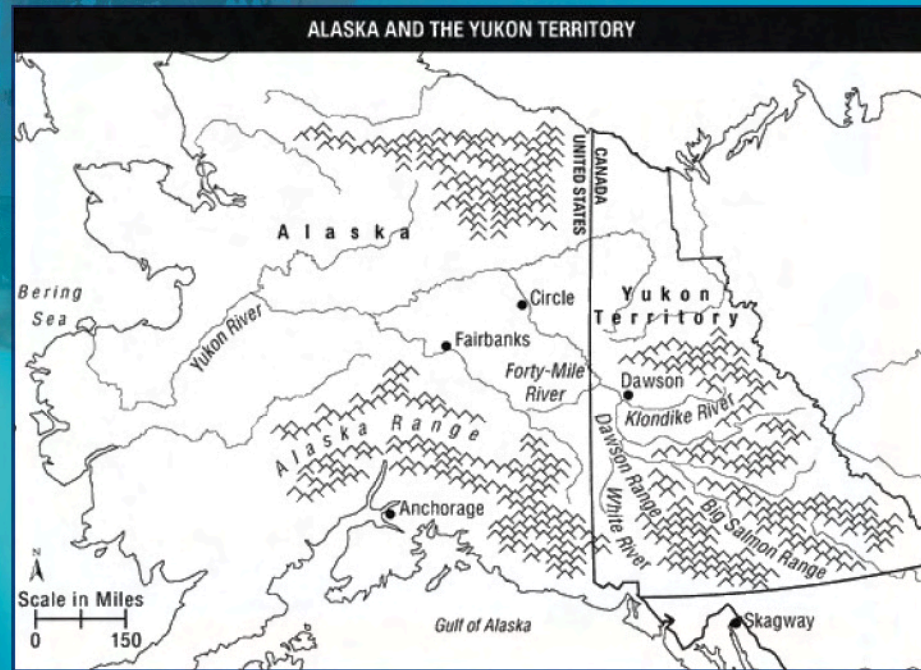 ALASKA AND THE YUKON TERRITORY
UNITED STATES
CANADA
Alaska
Bering
Sea
Circle
Yukon
Territory
Yukon River
Fairbanks
Forty-Mile
River
Dawson
Klondike River
Alaska Range
Dawson Range
White River
Big Salmon Range
Anchorage
N
Scale in Miles
0 150
Gulf of Alaska
Skagway